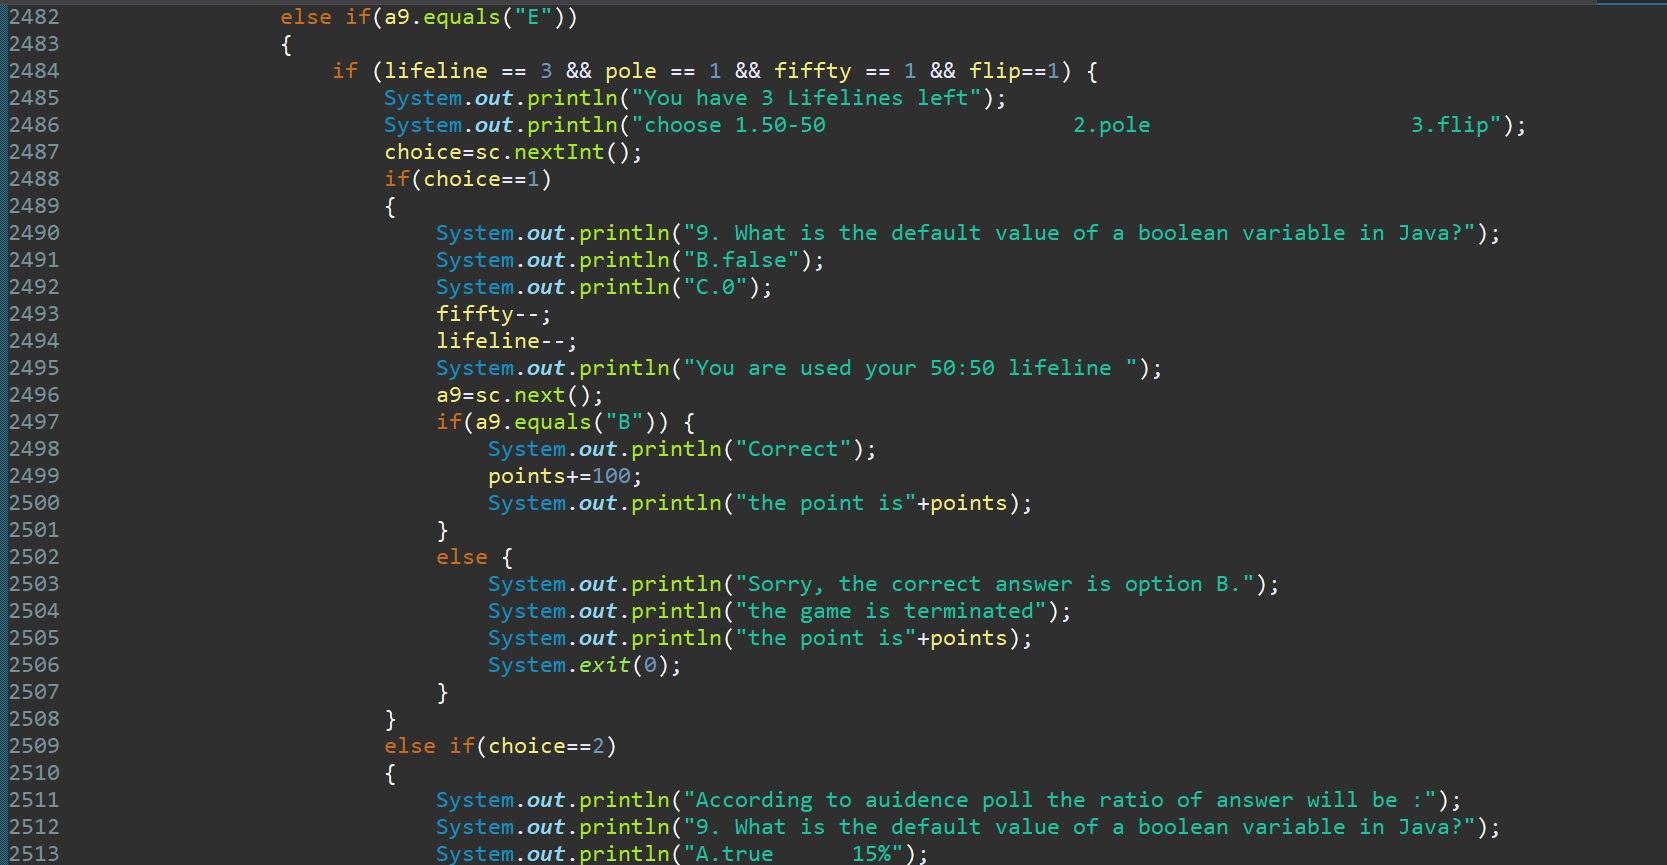 2482 else if(a9.equals("E"))
2483 {
2484 if (lifeline == 3 && pole == 1 && fiffty == 1 && flip==1) {
2485 System.out.println("You have 3 Lifelines left");
2486 System.out.println("choose 1.50-50                   2.pole                    3.flip");
2487 choice=sc.nextInt();
2488 if(choice==1)
2489 {
2490 System.out.println("9. What is the default value of a boolean variable in Java?");
2491 System.out.println("B.false");
2492 System.out.println("C.0");
2493 fiffty--;
2494 lifeline--;
2495 System.out.println("You are used your 50:50 lifeline ");
2496 a9=sc.next();
2497 if(a9.equals("B")) {
2498 System.out.println("Correct");
2499 points+=100;
2500 System.out.println("the point is"+points);
2501 }
2502 else {
2503 System.out.println("Sorry, the correct answer is option B.");
2504 System.out.println("the game is terminated");
2505 System.out.println("the point is"+points);
2506 System.exit(0);
2507 }
2508 }
2509 else if(choice==2)
2510 {
2511 System.out.println("According to auidence poll the ratio of answer will be :");
2512 System.out.println("9. What is the default value of a boolean variable in Java?");
2513 System.out.println("A.true      15%");